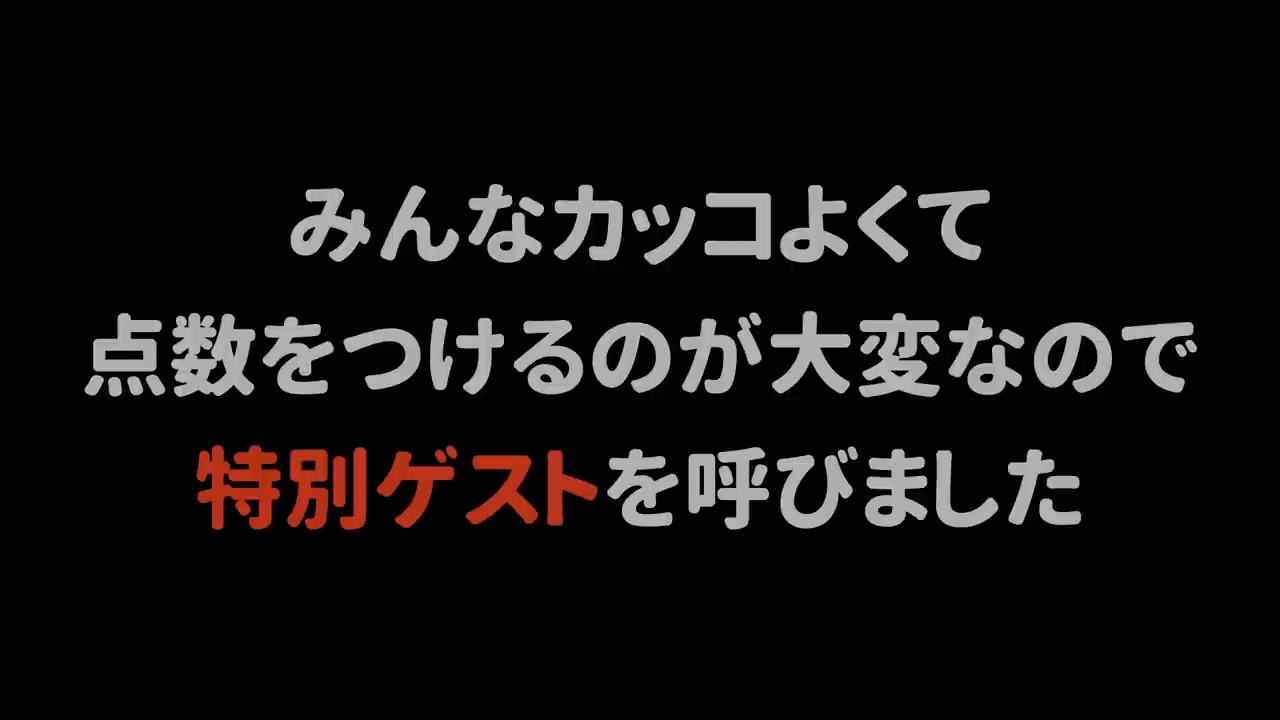 みんなカッコよくて
点数をつけるのが大変なので
特別ゲストを呼びました